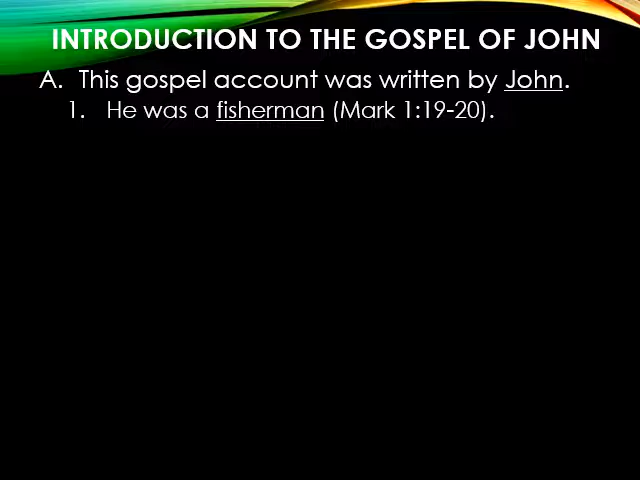 INTRODUCTION TO THE GOSPEL OF JOHN
A. This gospel account was written by John.
1. He was a fisherman (Mark 1:19-20).